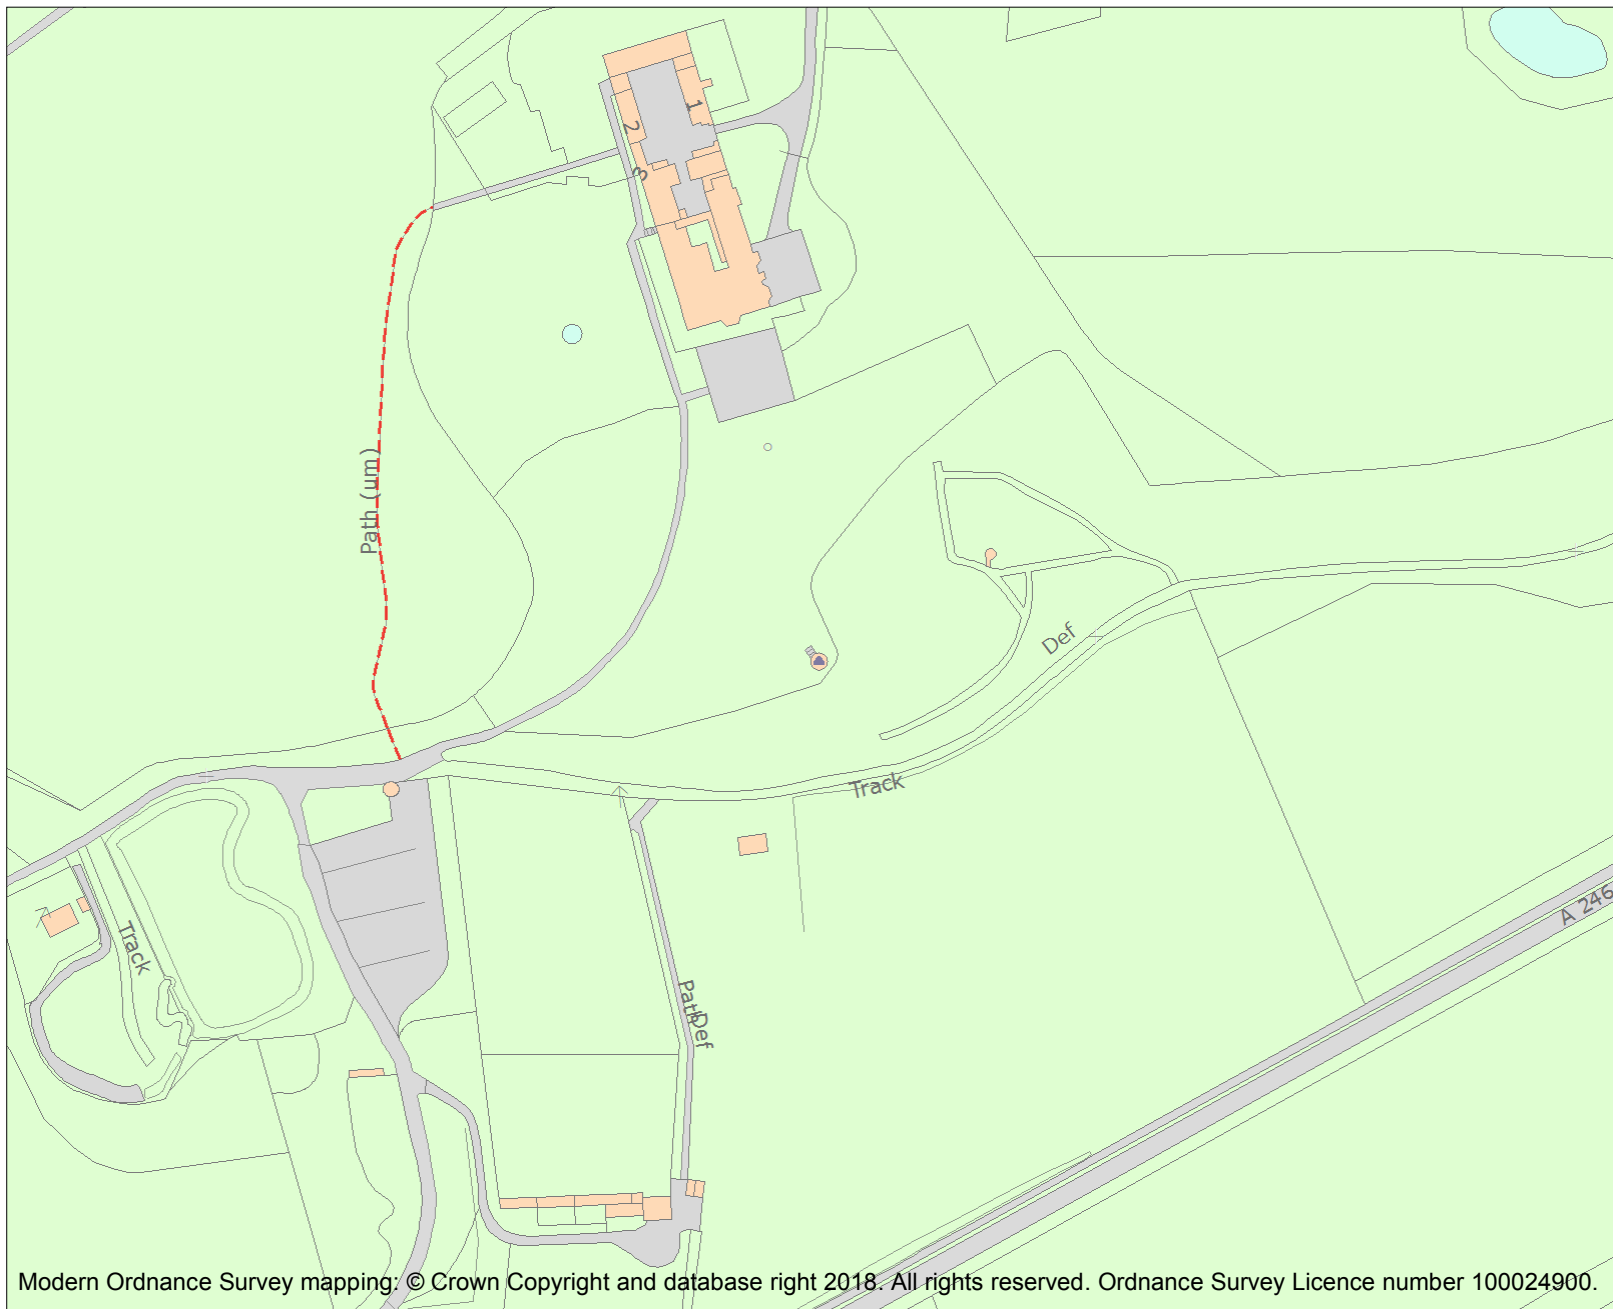 1
2
3
Path (um)
Def
Track
A 246
Track
Path
Def
Modern Ordnance Survey mapping: © Crown Copyright and database right 2018. All rights reserved. Ordnance Survey Licence number 100024900.